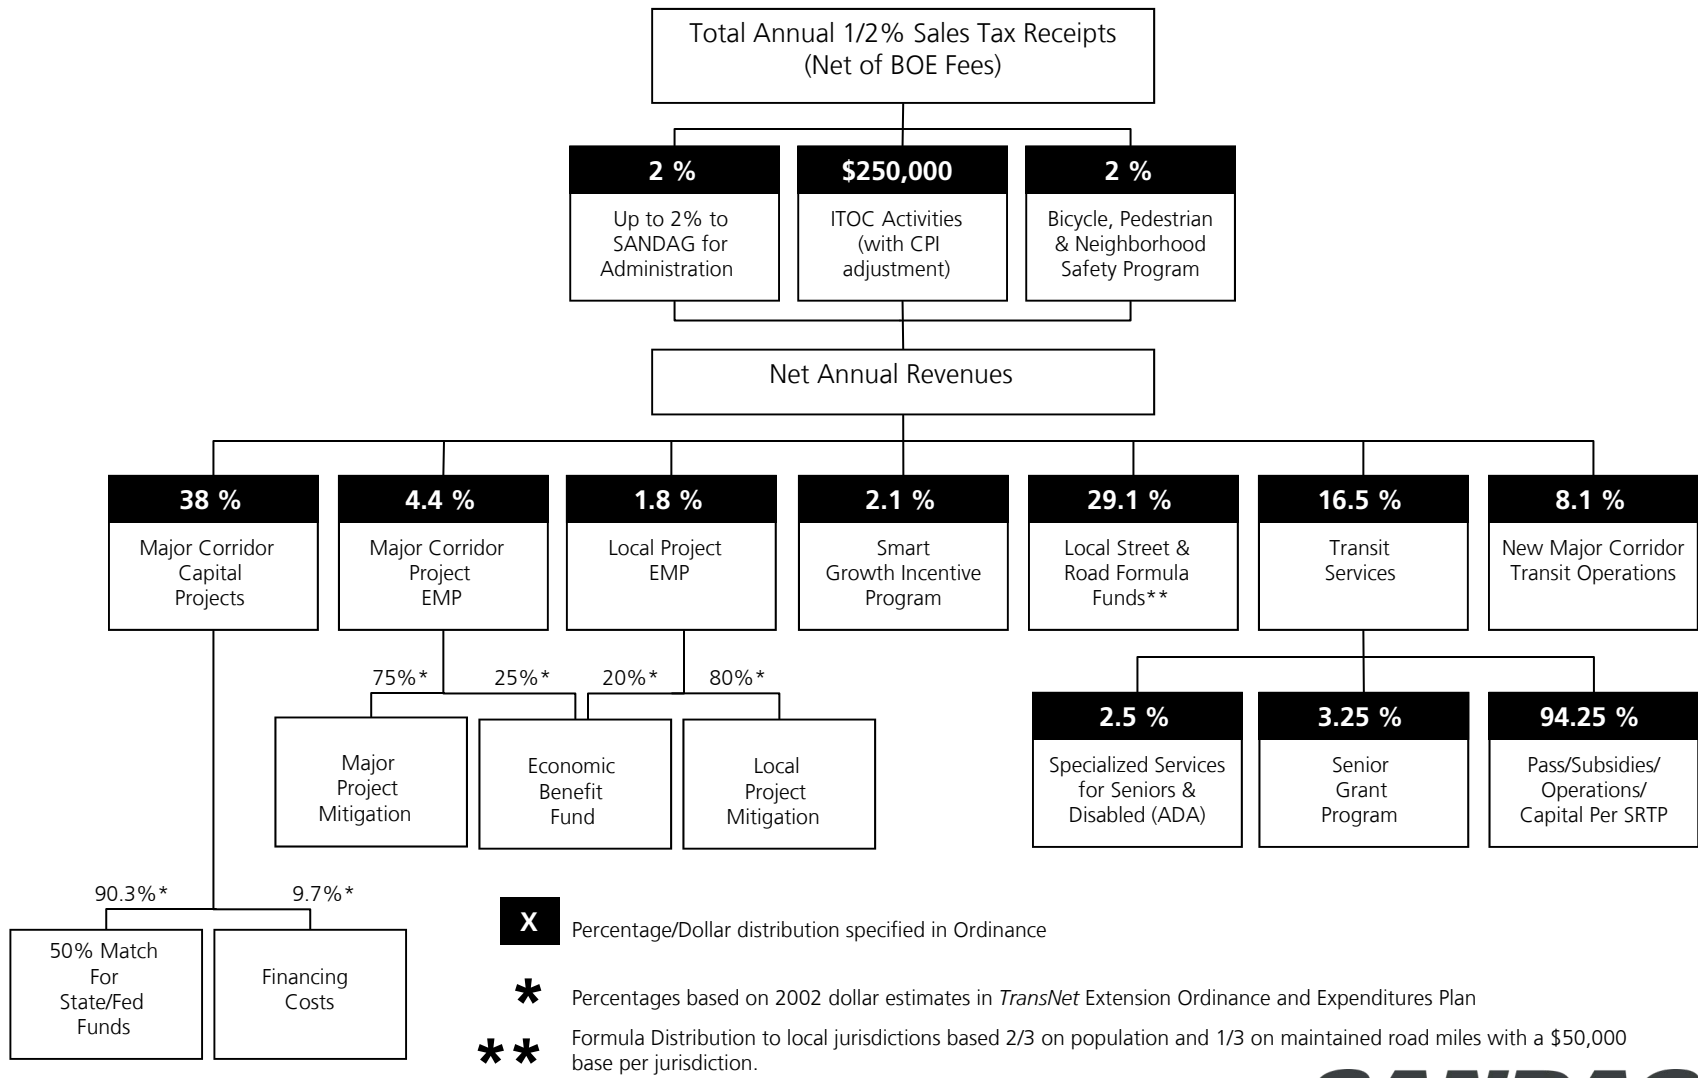 Total Annual 1/2% Sales Tax Receipts
(Net of BOE Fees)
2 %
Up to 2% to
SANDAG for
Administration
$250,000
ITOC Activities
(with CPI
adjustment)
2 %
Bicycle, Pedestrian
& Neighborhood
Safety Program
Net Annual Revenues
38 %
Major Corridor
Capital
Projects
4.4 %
Major Corridor
Project
EMP
1.8 %
Local Project
EMP
2.1 %
Smart
Growth Incentive
Program
29.1 %
Local Street &
Road Formula
Funds**
16.5 %
Transit
Services
8.1 %
New Major Corridor
Transit Operations
75%*
25%*
20%*
80%*
Major
Project
Mitigation
Economic
Benefit
Fund
Local
Project
Mitigation
2.5 %
Specialized Services
for Seniors &
Disabled (ADA)
3.25 %
Senior
Grant
Program
94.25 %
Pass/Subsidies/
Operations/
Capital Per SRTP
90.3%*
9.7%*
50% Match
For
State/Fed
Funds
Financing
Costs
X Percentage/Dollar distribution specified in Ordinance
* Percentages based on 2002 dollar estimates in TransNet Extension Ordinance and Expenditures Plan
** Formula Distribution to local jurisdictions based 2/3 on population and 1/3 on maintained road miles with a $50,000
base per jurisdiction.
SANDAG